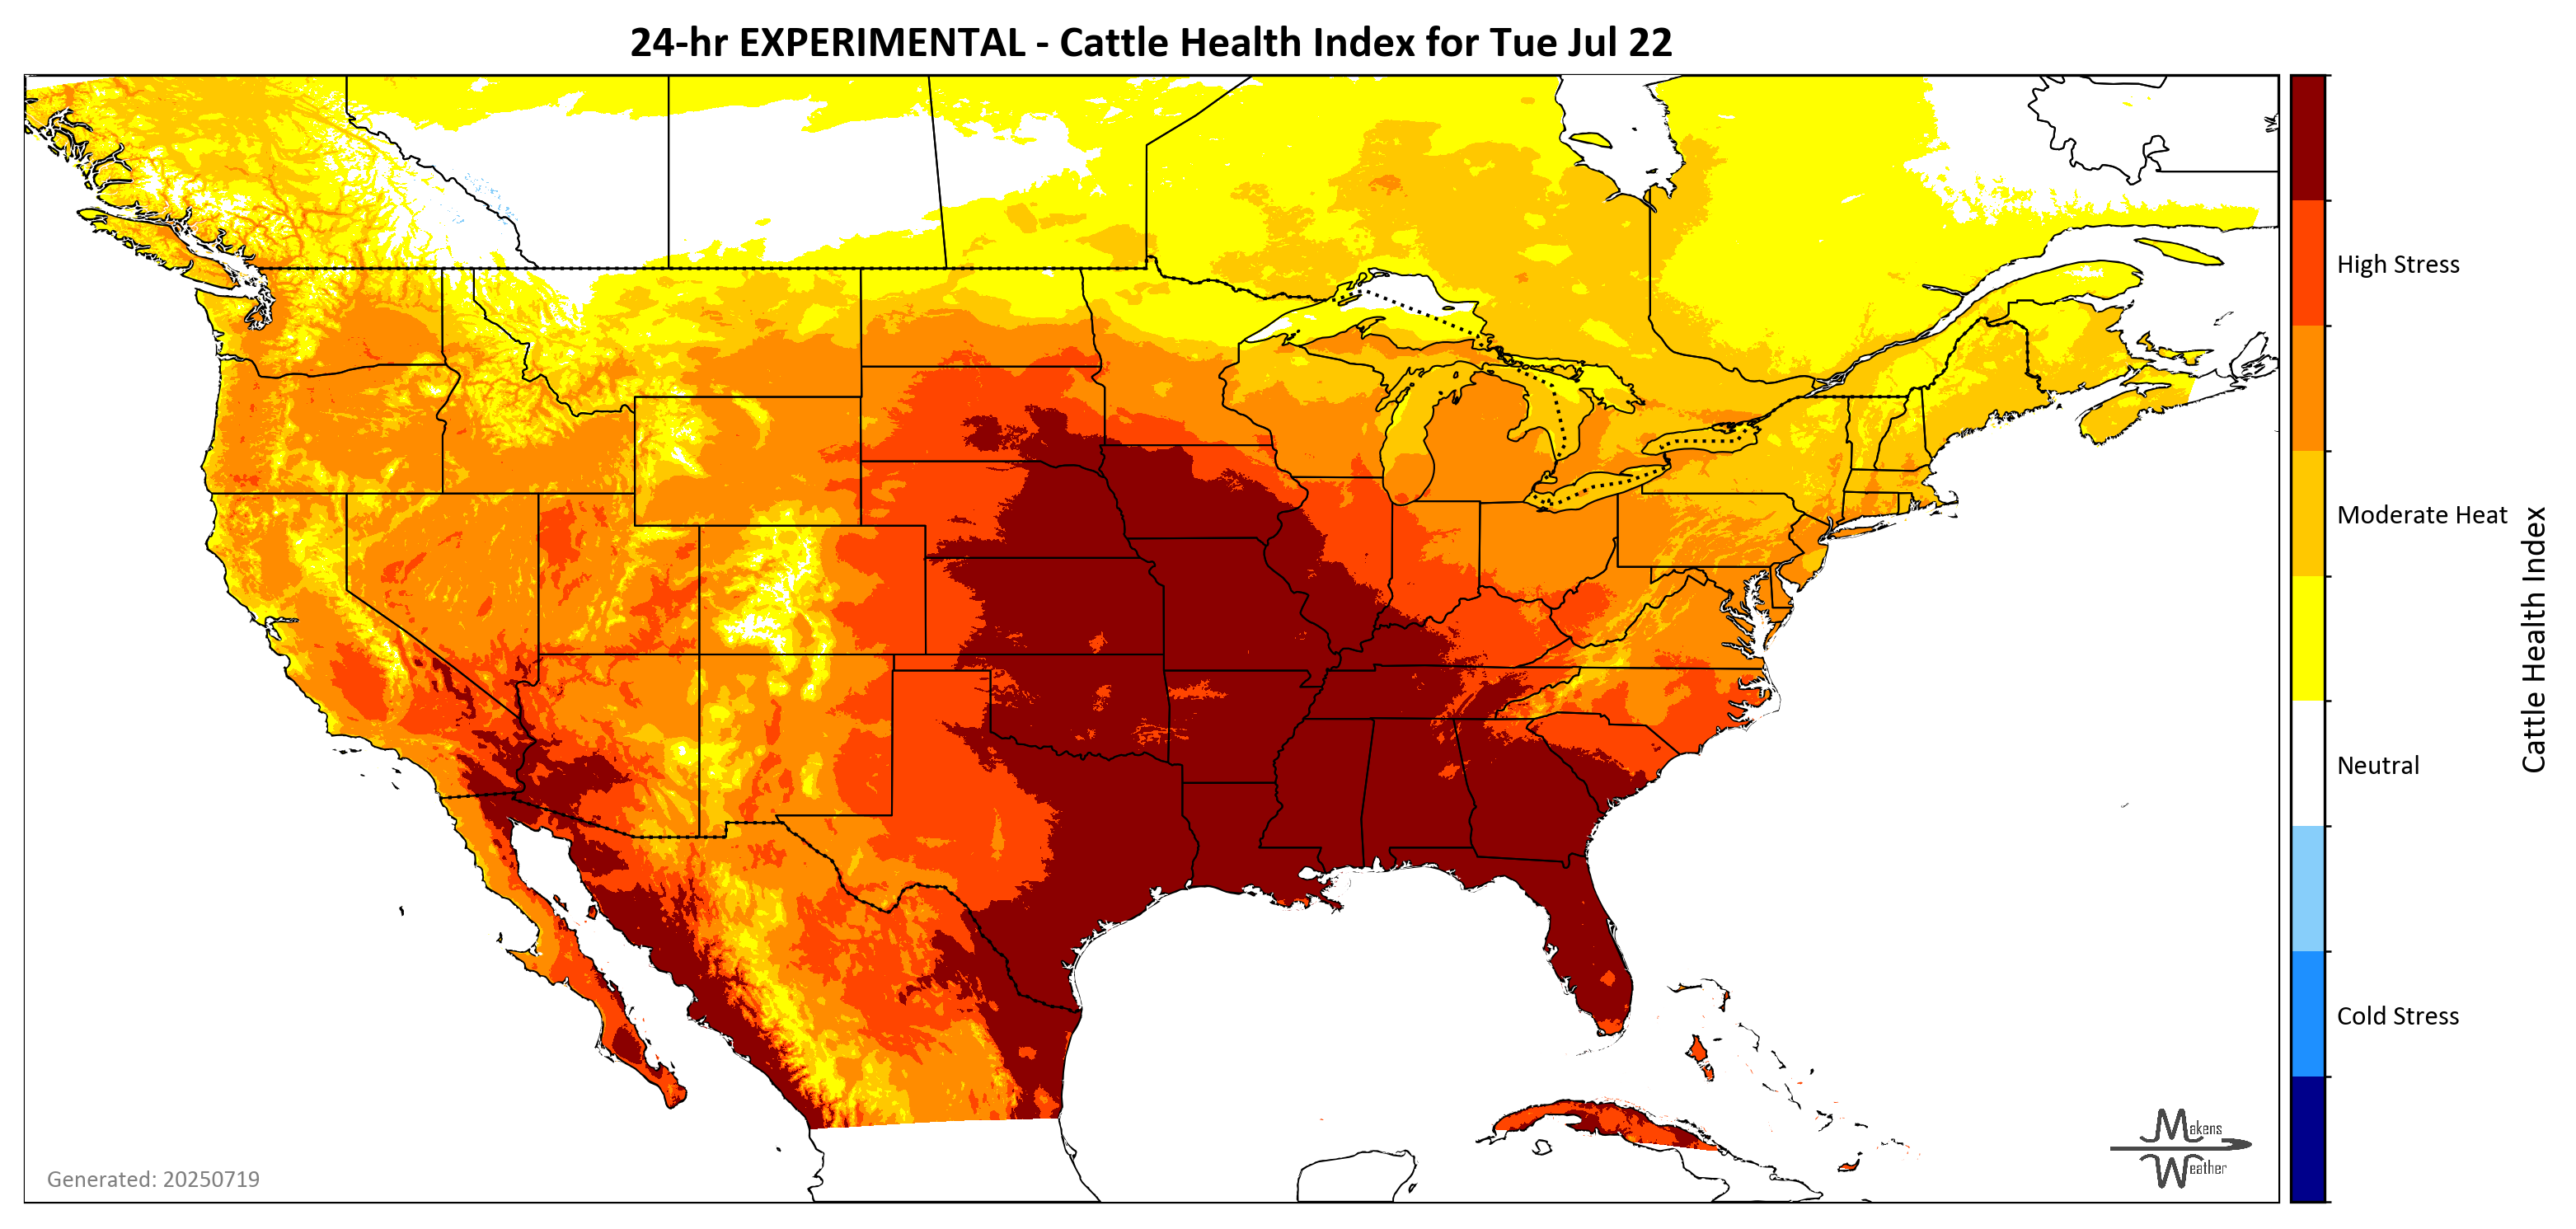 24-hr EXPERIMENTAL - Cattle Health Index for Tue Jul 22
High Stress
Moderate Heat
Neutral
Cold Stress
Cattle Health Index
Generated: 20250719
Makens
Weather